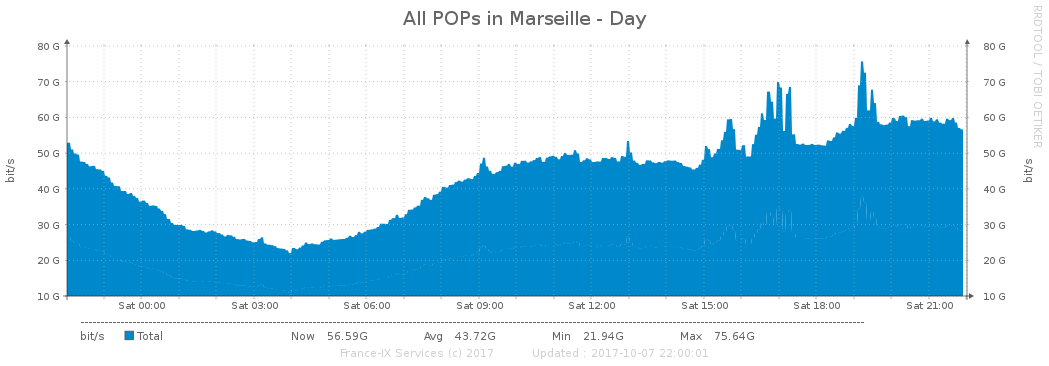 All POPs in Marseille - Day
RRDTOOL / TOBI OETIKER
bit/s
80 G
70 G
60 G
50 G
40 G
30 G
20 G
10 G
80 G
70 G
60 G
50 G
40 G
30 G
20 G
10 G
bit/s
Sat 00:00 Sat 03:00 Sat 06:00 Sat 09:00 Sat 12:00 Sat 15:00 Sat 18:00 Sat 21:00
bit/s Total Now 56.59G Avg 43.72G Min 21.94G Max 75.64G
France-IX Services (c) 2017 Updated : 2017-10-07 22:00:01